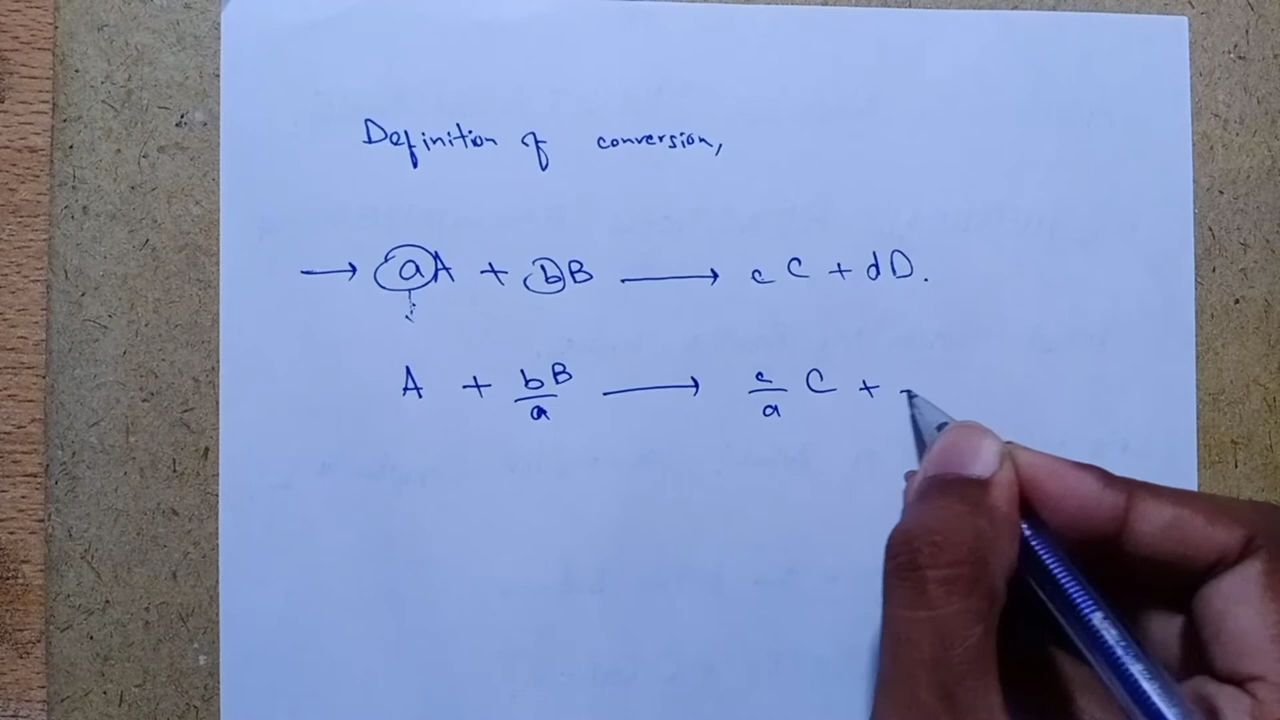 Definition of conversion,
→ aA + bB ⟶ cC + dD.
A + bB/a ⟶ c/a C +